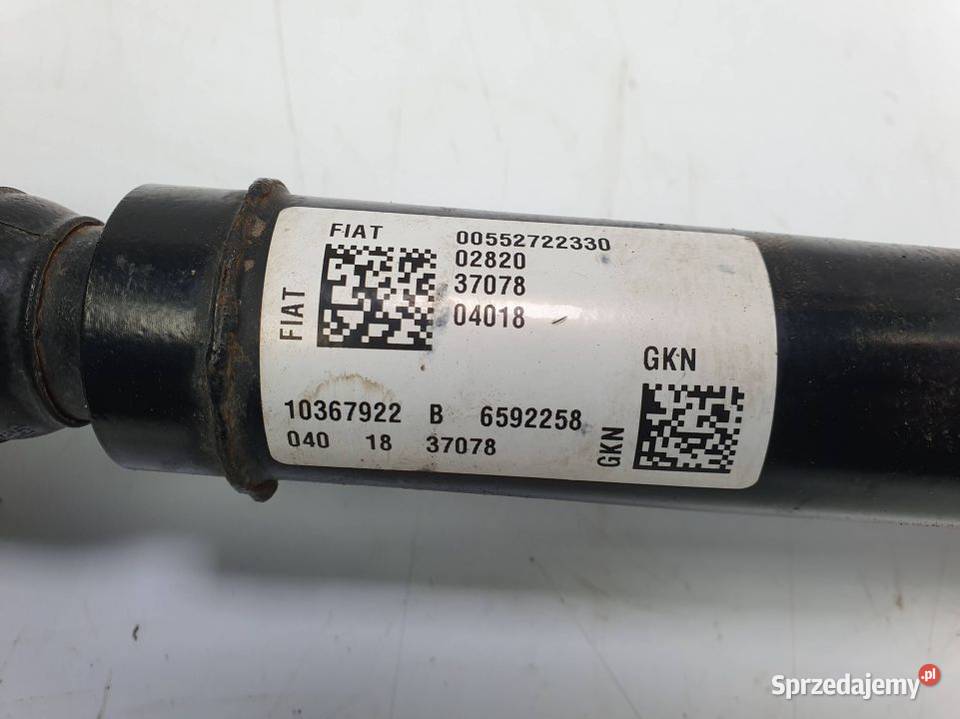 FIAT 00552722330
02820
37078
04018
FIAT
GKN
10367922 B 6592258
040 18 37078
GKN
Sprzedajemy.pl